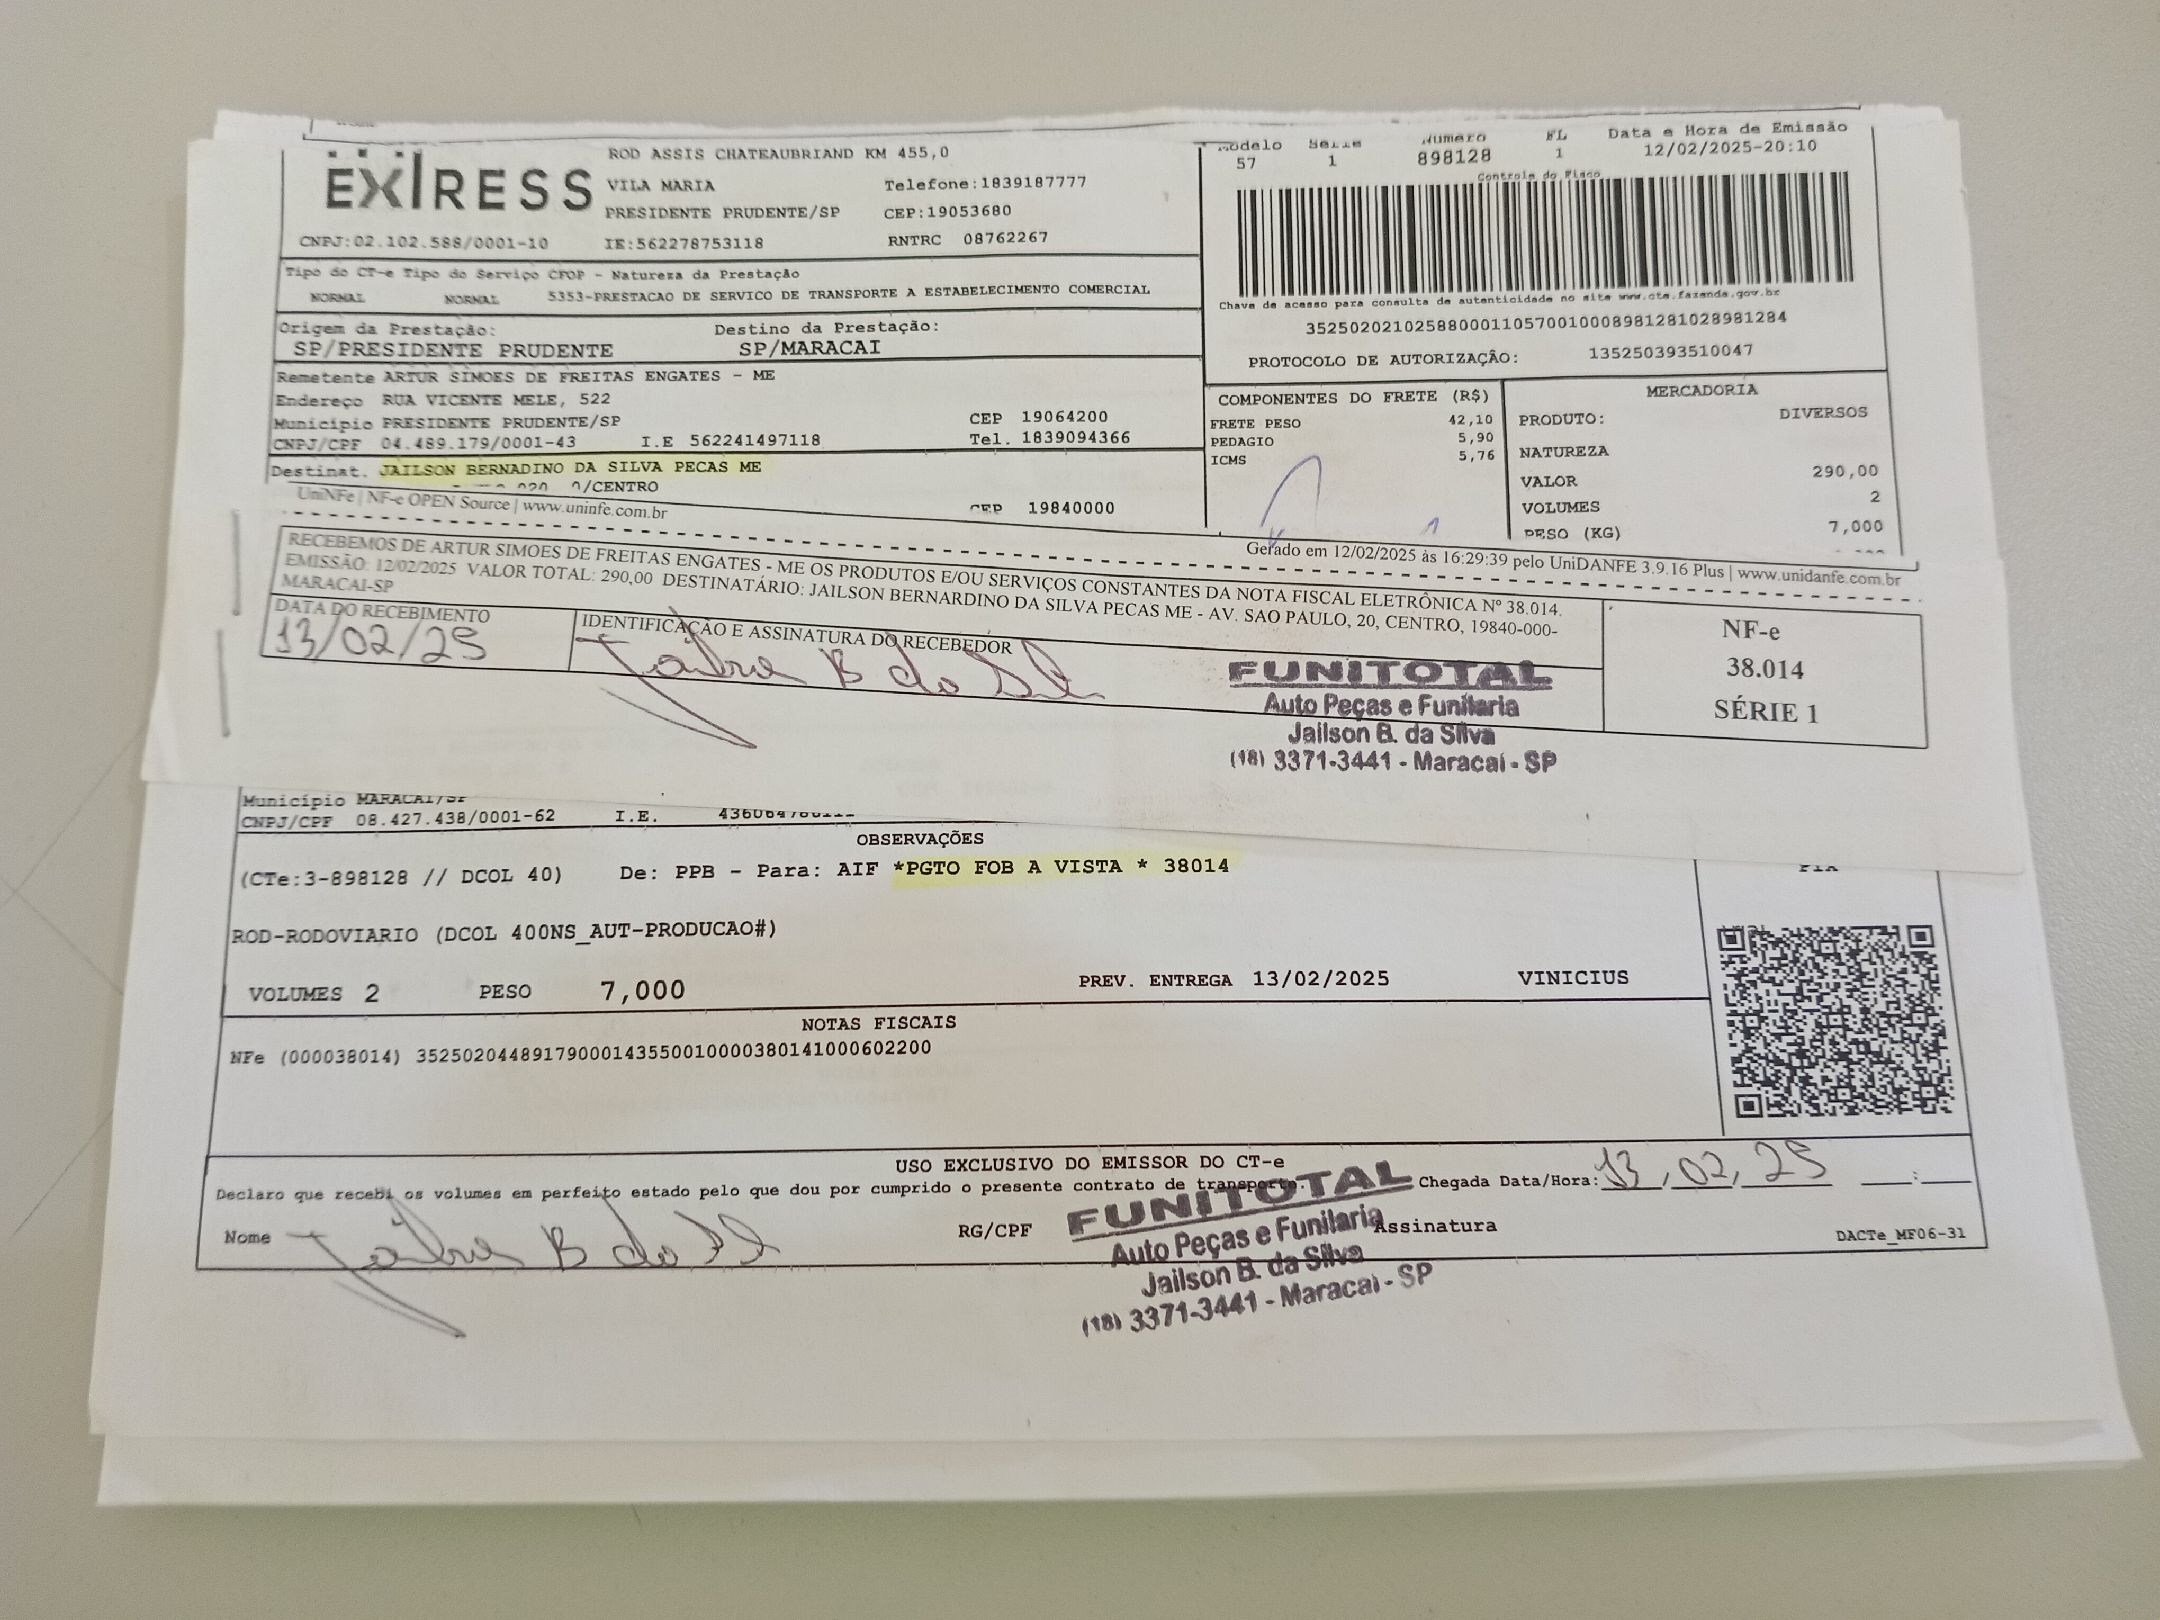 EXIRESS
ROD ASSIS CHATEAUBRIAND KM 455,0
VILA MARIA Telefone:1839187777
PRESIDENTE PRUDENTE/SP CEP:19053680
CNPJ:02.102.588/0001-10 IE:562278753118 RNTRC 08762267
Modelo Série Numero FL Data e Hora de Emissão
57 1 898128 1 12/02/2025-20:10
Controle do Fisco
Chave de acesso para consulta de autenticidade no site www.cte.fazenda.gov.br
35250202102588000110570010008981281028981284
PROTOCOLO DE AUTORIZAÇÃO: 135250393510047
Tipo do CT-e Tipo do Serviço CFOP - Natureza da Prestação
NORMAL NORMAL 5353-PRESTACAO DE SERVICO DE TRANSPORTE A ESTABELECIMENTO COMERCIAL
Origem da Prestação: Destino da Prestação:
SP/PRESIDENTE PRUDENTE SP/MARACAI
Remetente ARTUR SIMOES DE FREITAS ENGATES - ME
Endereço RUA VICENTE MELE, 522
Município PRESIDENTE PRUDENTE/SP CEP 19064200
CNPJ/CPF 04.489.179/0001-43 I.E 562241497118 Tel. 1839094366
Destinat. JAILSON BERNADINO DA SILVA PECAS ME
/CENTRO
CEP 19840000
COMPONENTES DO FRETE (R$)
FRETE PESO 42,10
PEDAGIO 5,90
ICMS 5,76
MERCADORIA
PRODUTO: DIVERSOS
NATUREZA
VALOR 290,00
VOLUMES 2
PESO (KG) 7,000
UniNFe | NF-e OPEN Source | www.uninfe.com.br
Gerado em 12/02/2025 às 16:29:39 pelo UniDANFE 3.9.16 Plus | www.unidanfe.com.br
RECEBEMOS DE ARTUR SIMOES DE FREITAS ENGATES - ME OS PRODUTOS E/OU SERVIÇOS CONSTANTES DA NOTA FISCAL ELETRÔNICA Nº 38.014.
EMISSÃO: 12/02/2025 VALOR TOTAL: 290,00 DESTINATÁRIO: JAILSON BERNARDINO DA SILVA PECAS ME - AV. SAO PAULO, 20, CENTRO, 19840-000-
MARACAI-SP
DATA DO RECEBIMENTO
13/02/25
IDENTIFICAÇÃO E ASSINATURA DO RECEBEDOR
NF-e
38.014
SÉRIE 1
FUNITOTAL
Auto Peças e Funilaria
Jailson B. da Silva
(18) 3371-3441 - Maracaí - SP
Município MARACAI/SP
CNPJ/CPF 08.427.438/0001-62 I.E.
OBSERVAÇÕES
(CTe:3-898128 // DCOL 40) De: PPB - Para: AIF *PGTO FOB A VISTA * 38014
ROD-RODOVIARIO (DCOL 400NS_AUT-PRODUCAO#)
VOLUMES 2 PESO 7,000 PREV. ENTREGA 13/02/2025 VINICIUS
NOTAS FISCAIS
NFe (000038014) 35250204489179000143550010000380141000602200
USO EXCLUSIVO DO EMISSOR DO CT-e
Declaro que recebi os volumes em perfeito estado pelo que dou por cumprido o presente contrato de transporte. Chegada Data/Hora: 13,02,25 :
Nome RG/CPF Assinatura
DACTe_MF06-31
FUNITOTAL
Auto Peças e Funilaria
Jailson B. da Silva
(18) 3371-3441 - Maracaí - SP